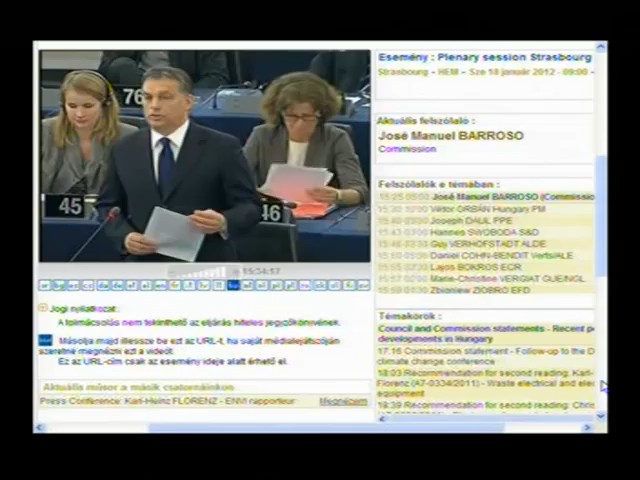 76
45
46
15:34:17
Jogi nyilatkozat:
A tolmácsolás nem tekinthető az eljárás hiteles jegyzőkönyvének.
Másolja majd illessze be ezt az URL-t, ha saját médialejátszóján
szeretné megnézni ezt a videót.
Ez az URL-cím csak az esemény ideje alatt érhető el.
Aktuális műsor a másik csatornáinkon
Press Conference: Karl-Heinz FLORENZ - ENVI rapporteur Megnézem
Esemény : Plenary session Strasbourg
Strasbourg - HEM - Sze 18 január 2012 - 09:00 -
Aktuális felszólaló :
José Manuel BARROSO
Commission
Felszólalók e témában :
José Manuel BARROSO (Commissio
Viktor ORBÁN Hungary PM
Joseph DAUL PPE
Hannes SWOBODA S&D
Guy VERHOFSTADT ALDE
Daniel COHN-BENDIT Verts/ALE
Lajos BOKROS ECR
Marie-Christine VERGIAT GUE/NGL
Zbigniew ZIOBRO EFD
Témakörök :
Council and Commission statements - Recent p
developments in Hungary
17:16 Commission statement - Follow-up to the D
climate change conference
18:03 Recommendation for second reading: Karl-
Florenz (A7-0334/2011) - Waste electrical and ele
equipment
18:39 Recommendation for second reading: Chris